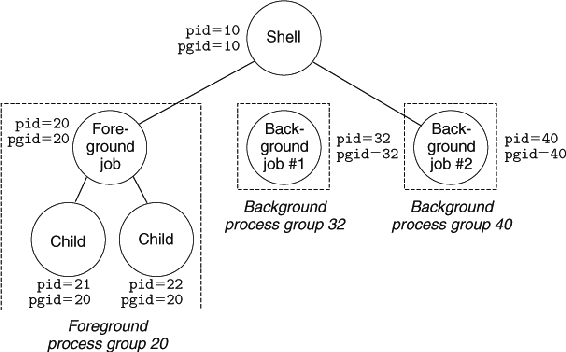 pid=10
pgid=10
Shell
pid=20
pgid=20
Fore-
ground
job
Back-
ground
job #1
pid=32
pgid=32
Back-
ground
job #2
pid=40
pgid=40
Background
process group 32
Background
process group 40
Child
Child
pid=21
pgid=20
pid=22
pgid=20
Foreground
process group 20